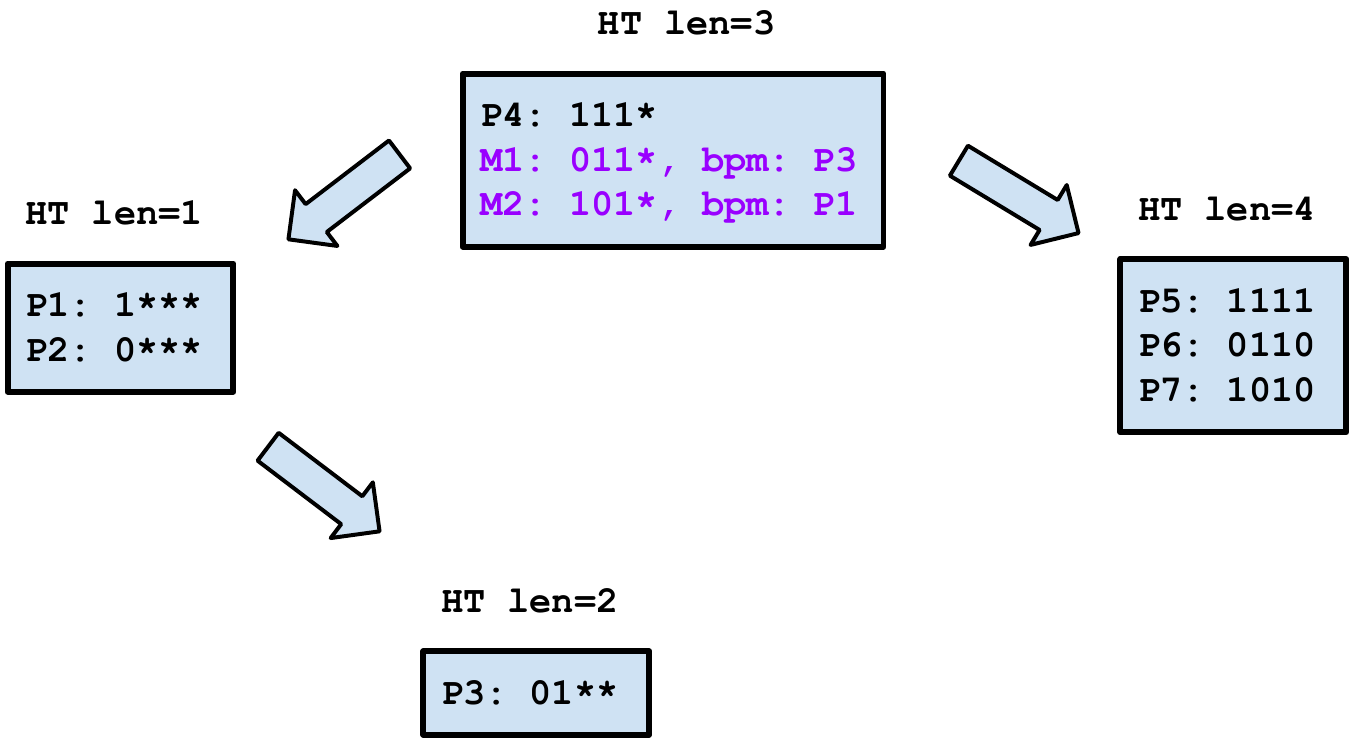 HT len=3
P4: 111*
M1: 011*, bpm: P3
M2: 101*, bpm: P1
HT len=1
P1: 1***
P2: 0***
HT len=4
P5: 1111
P6: 0110
P7: 1010
HT len=2
P3: 01**